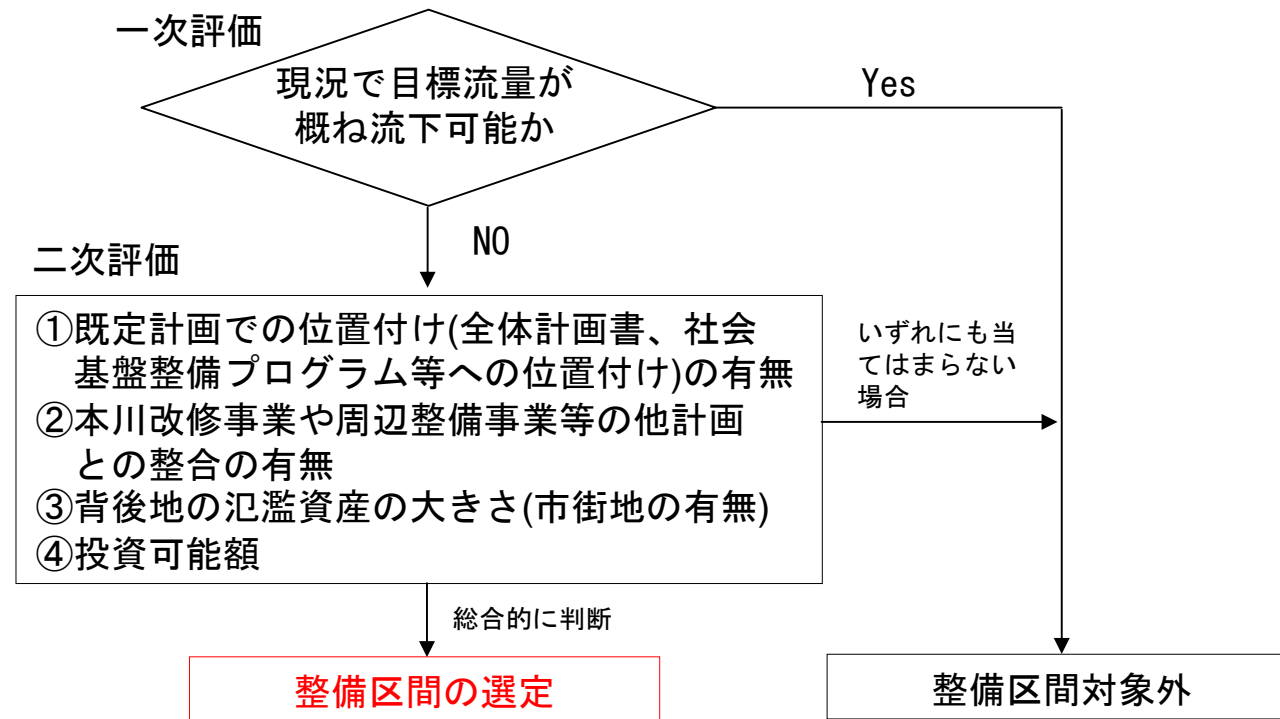 一次評価
現況で目標流量が
概ね流下可能か
Yes
NO
二次評価
①既定計画での位置付け(全体計画書、社会
基盤整備プログラム等への位置付け)の有無
②本川改修事業や周辺整備事業等の他計画
との整合の有無
③背後地の氾濫資産の大きさ(市街地の有無)
④投資可能額
いずれにも当
てはまらない
場合
総合的に判断
整備区間の選定
整備区間対象外